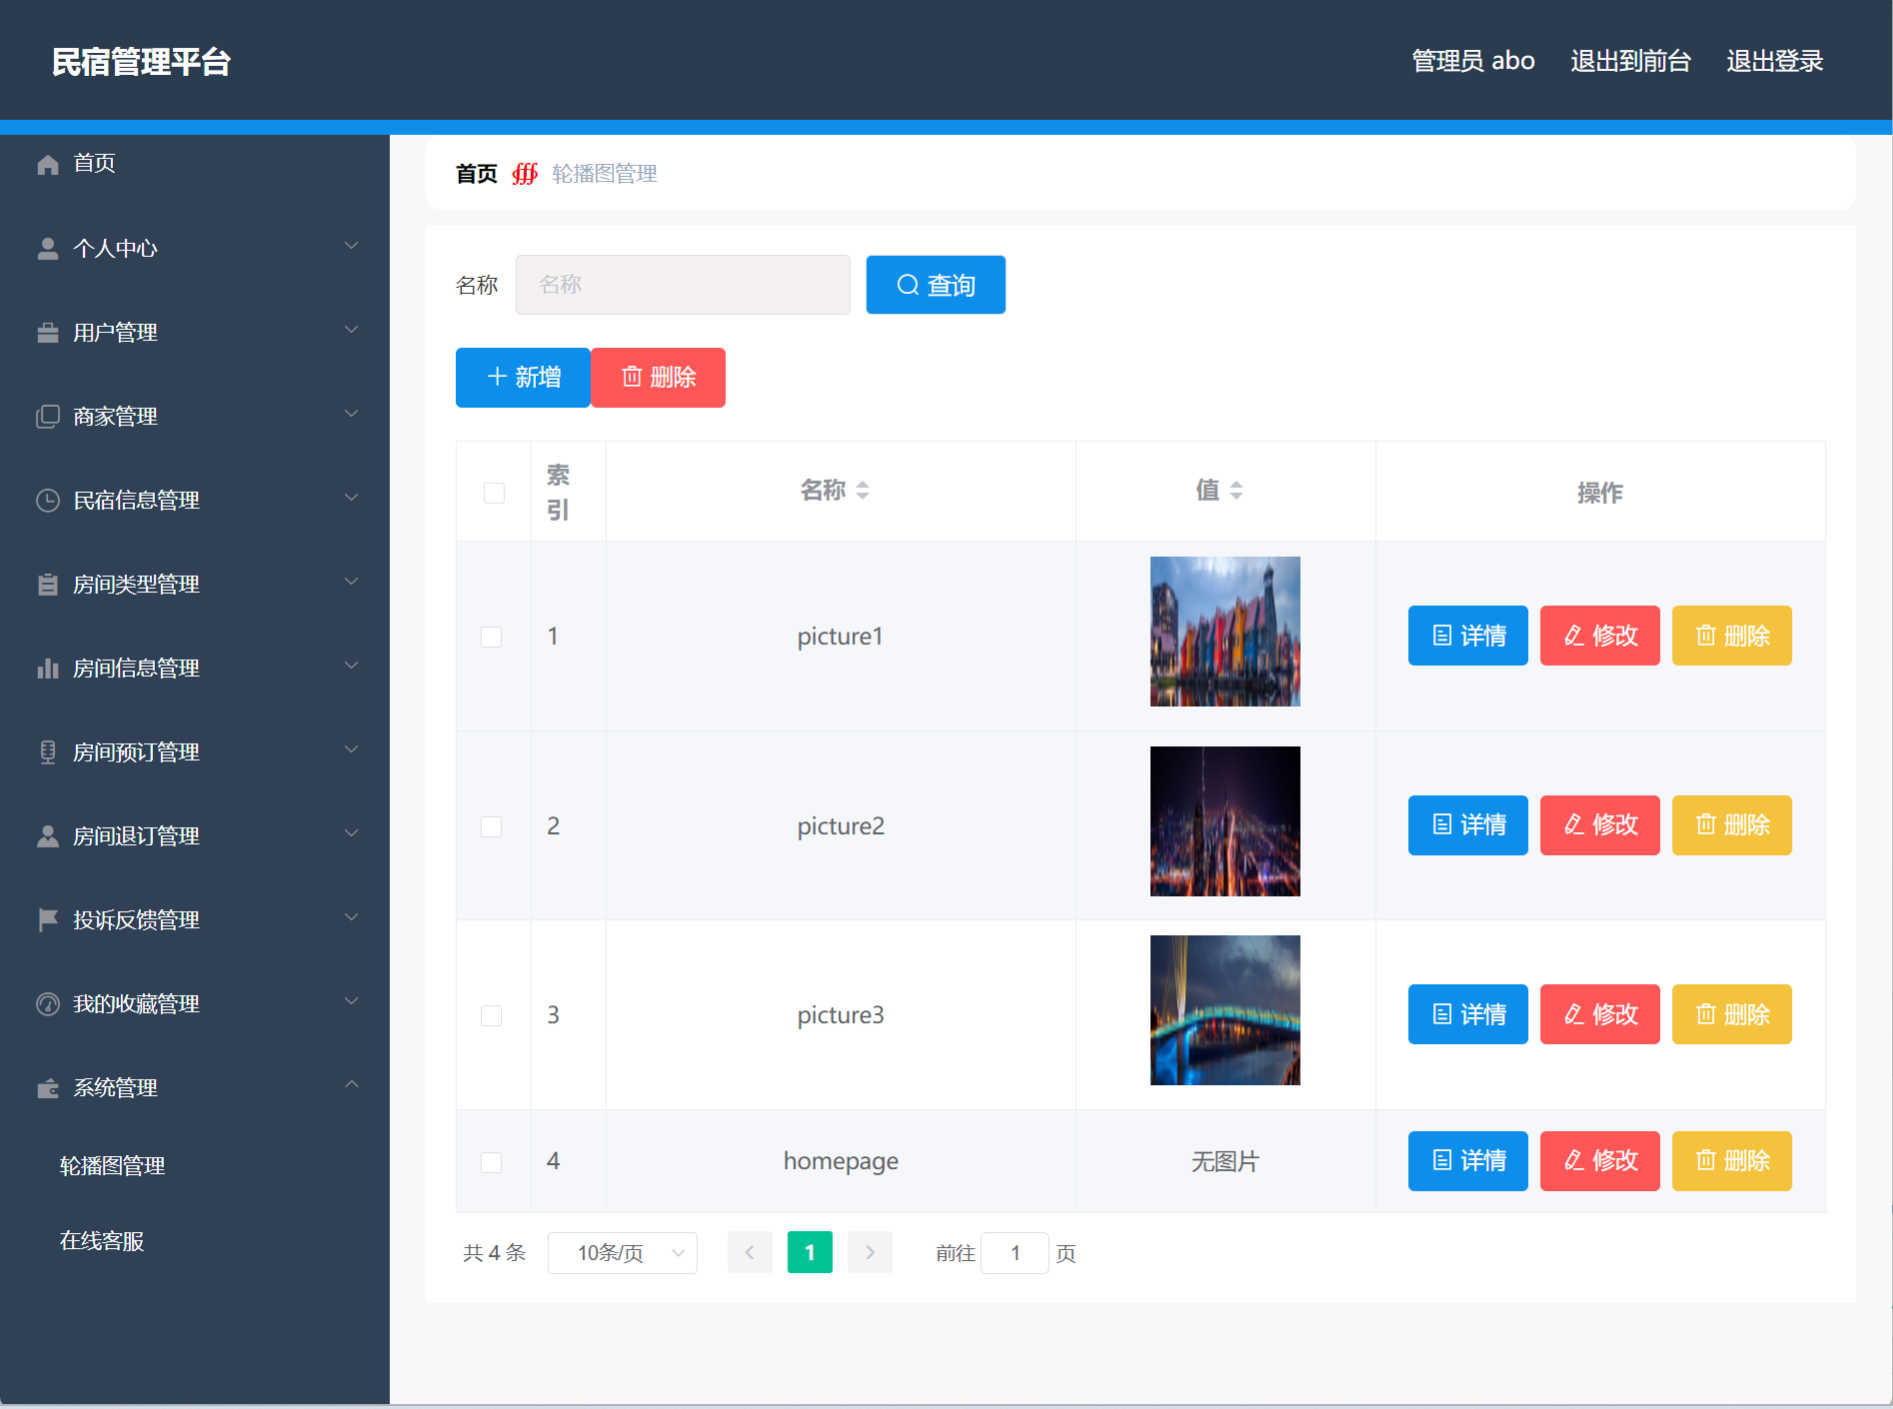 民宿管理平台
管理员 abo 退出到前台 退出登录
首页
个人中心
用户管理
商家管理
民宿信息管理
房间类型管理
房间信息管理
房间预订管理
房间退订管理
投诉反馈管理
我的收藏管理
系统管理
轮播图管理
在线客服
首页 ∰ 轮播图管理
名称 名称 查询
新增 删除
索引 名称 值 操作
1 picture1 详情 修改 删除
2 picture2 详情 修改 删除
3 picture3 详情 修改 删除
4 homepage 无图片 详情 修改 删除
共 4 条 10条/页 1 前往 1 页